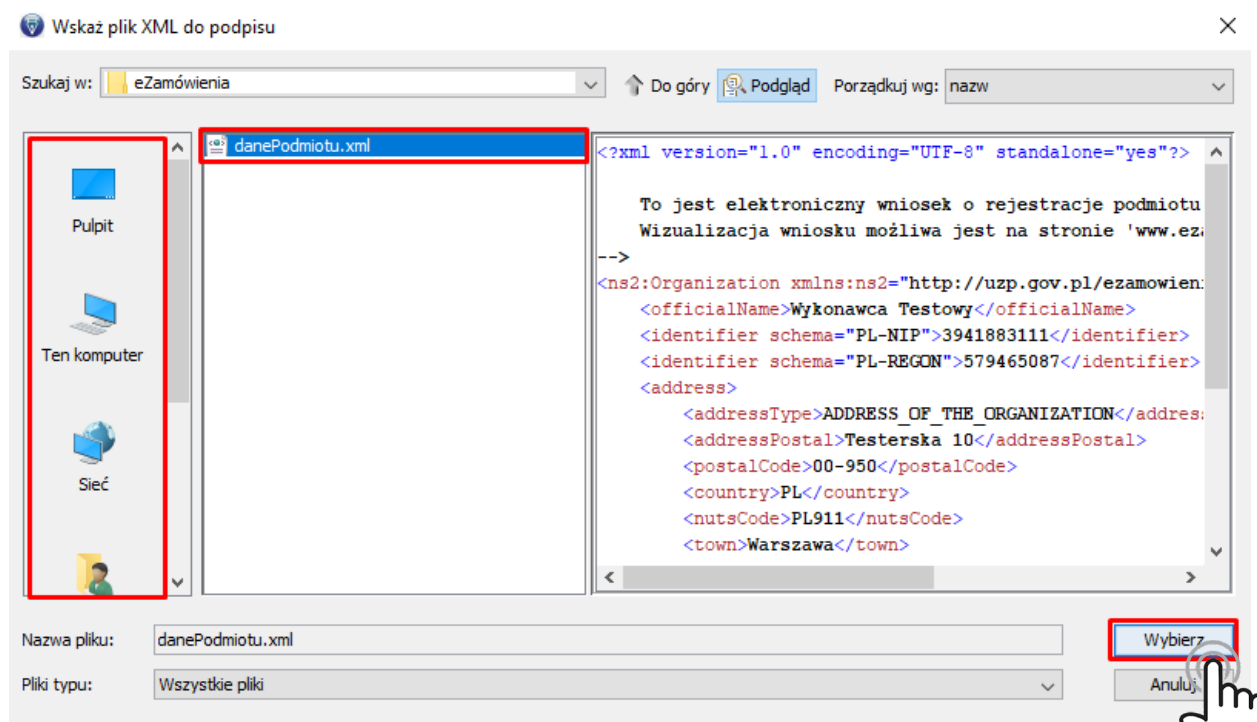 Wskaż plik XML do podpisu
Szukaj w: eZamówienia Do góry Podgląd Porządkuj wg: nazw
Pulpit
Ten komputer
Sieć
danePodmiotu.xml
<?xml version="1.0" encoding="UTF-8" standalone="yes"?>
To jest elektroniczny wniosek o rejestracje podmiotu
Wizualizacja wniosku możliwa jest na stronie 'www.eza
-->
<ns2:Organization xmlns:ns2="http://uzp.gov.pl/ezamowien
<officialName>Wykonawca Testowy</officialName>
<identifier schema="PL-NIP">3941883111</identifier>
<identifier schema="PL-REGON">579465087</identifier>
<address>
<addressType>ADDRESS_OF_THE_ORGANIZATION</address
<addressPostal>Testerska 10</addressPostal>
<postalCode>00-950</postalCode>
<country>PL</country>
<nutsCode>PL911</nutsCode>
<town>Warszawa</town>
Nazwa pliku: danePodmiotu.xml Wybierz
Pliki typu: Wszystkie pliki Anuluj